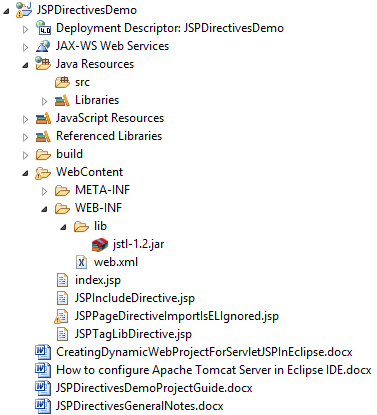 JSPDirectivesDemo
4.0 Deployment Descriptor: JSPDirectivesDemo
JAX-WS Web Services
Java Resources
src
Libraries
JavaScript Resources
Referenced Libraries
build
WebContent
META-INF
WEB-INF
lib
jstl-1.2.jar
X web.xml
index.jsp
JSPIncludeDirective.jsp
JSPPageDirectiveImportIsELIgnored.jsp
JSPTagLibDirective.jsp
W CreatingDynamicWebProjectForServletJSPInEclipse.docx
W How to configure Apache Tomcat Server in Eclipse IDE.docx
W JSPDirectivesDemoProjectGuide.docx
W JSPDirectivesGeneralNotes.docx